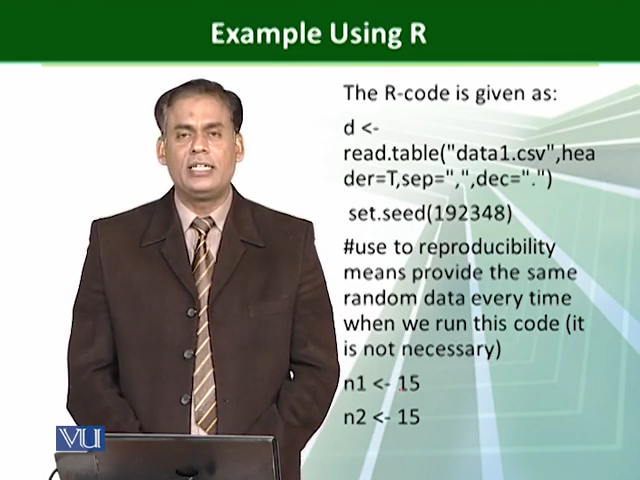 Example Using R
The R-code is given as:
d <-
read.table("data1.csv",hea
der=T,sep=",",dec=".")
set.seed(192348)
#use to reproducibility
means provide the same
random data every time
when we run this code (it
is not necessary)
n1 <- 15
n2 <- 15
VU